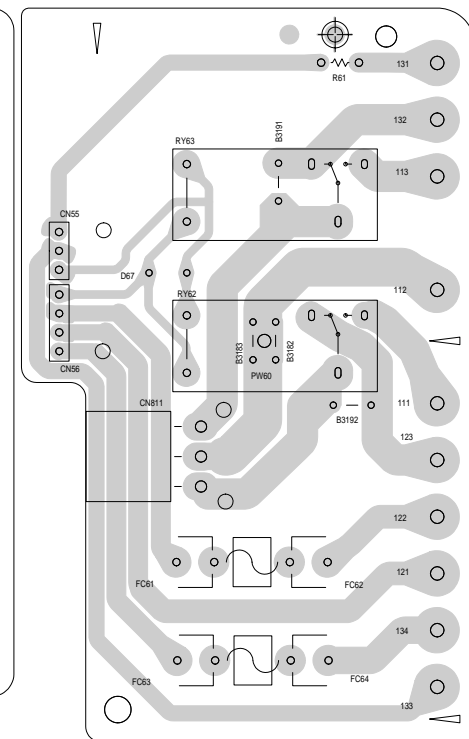 131
R61
132
RY63
B3191
113
CN55
D67
112
RY62
B3183
B3182
CN56
PW60
CN811
111
B3192
123
122
121
FC61
FC62
134
FC63
FC64
133